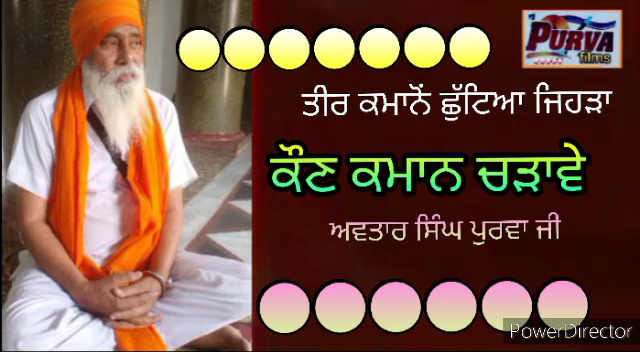 PURVA
films
ਤੀਰ ਕਮਾਨੋਂ ਛੁੱਟਿਆ ਜਿਹੜਾ
ਕੌਣ ਕਮਾਨ ਚੜਾਵੇ
ਅਵਤਾਰ ਸਿੰਘ ਪੁਰਵਾ ਜੀ
PowerDirector